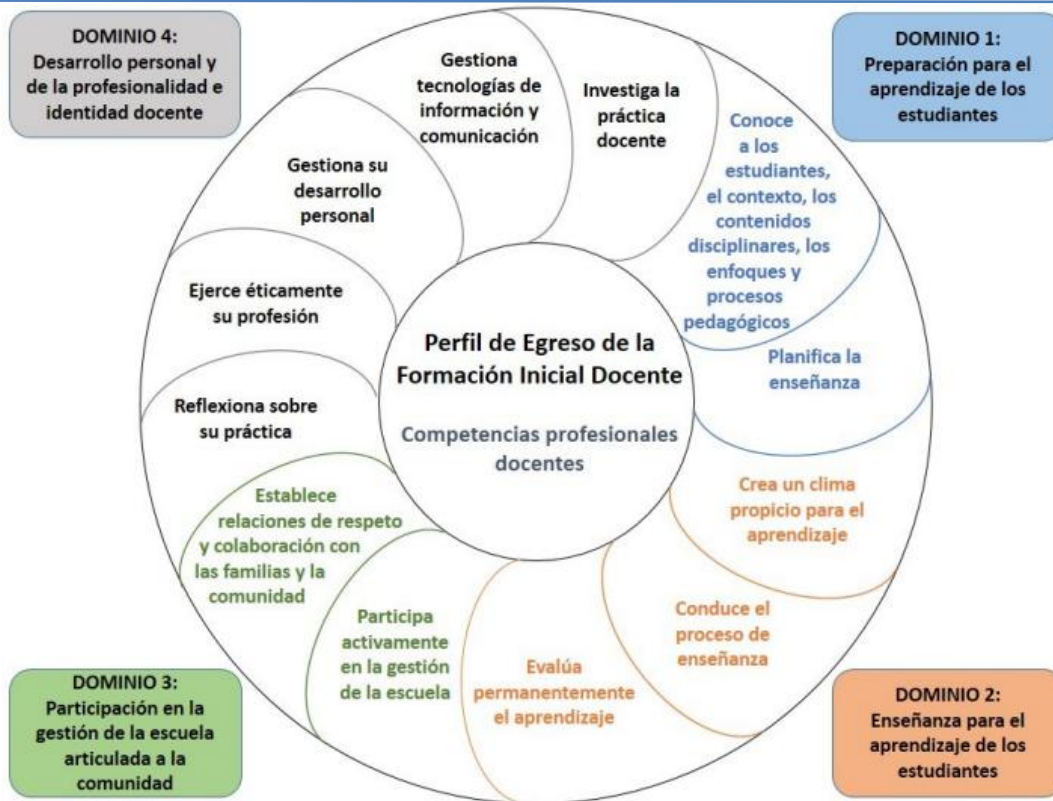 DOMINIO 4:
Desarrollo personal y
de la profesionalidad e
identidad docente
DOMINIO 1:
Preparación para el
aprendizaje de los
estudiantes
Gestiona
tecnologías de
información y
comunicación
Investiga la
práctica
docente
Conoce
a los
estudiantes,
el contexto, los
contenidos
disciplinares, los
enfoques y
procesos
pedagógicos
Planifica la
enseñanza
Crea un clima
propicio para el
aprendizaje
Conduce el
proceso de
enseñanza
Evalúa
permanentemente
el aprendizaje
Participa
activamente
en la gestión
de la escuela
Establece
relaciones de respeto
y colaboración con
las familias y la
comunidad
Reflexiona sobre
su práctica
Ejerce éticamente
su profesión
Gestiona su
desarrollo
personal
Perfil de Egreso de la
Formación Inicial Docente
Competencias profesionales
docentes
DOMINIO 3:
Participación en la
gestión de la escuela
articulada a la
comunidad
DOMINIO 2:
Enseñanza para el
aprendizaje de los
estudiantes